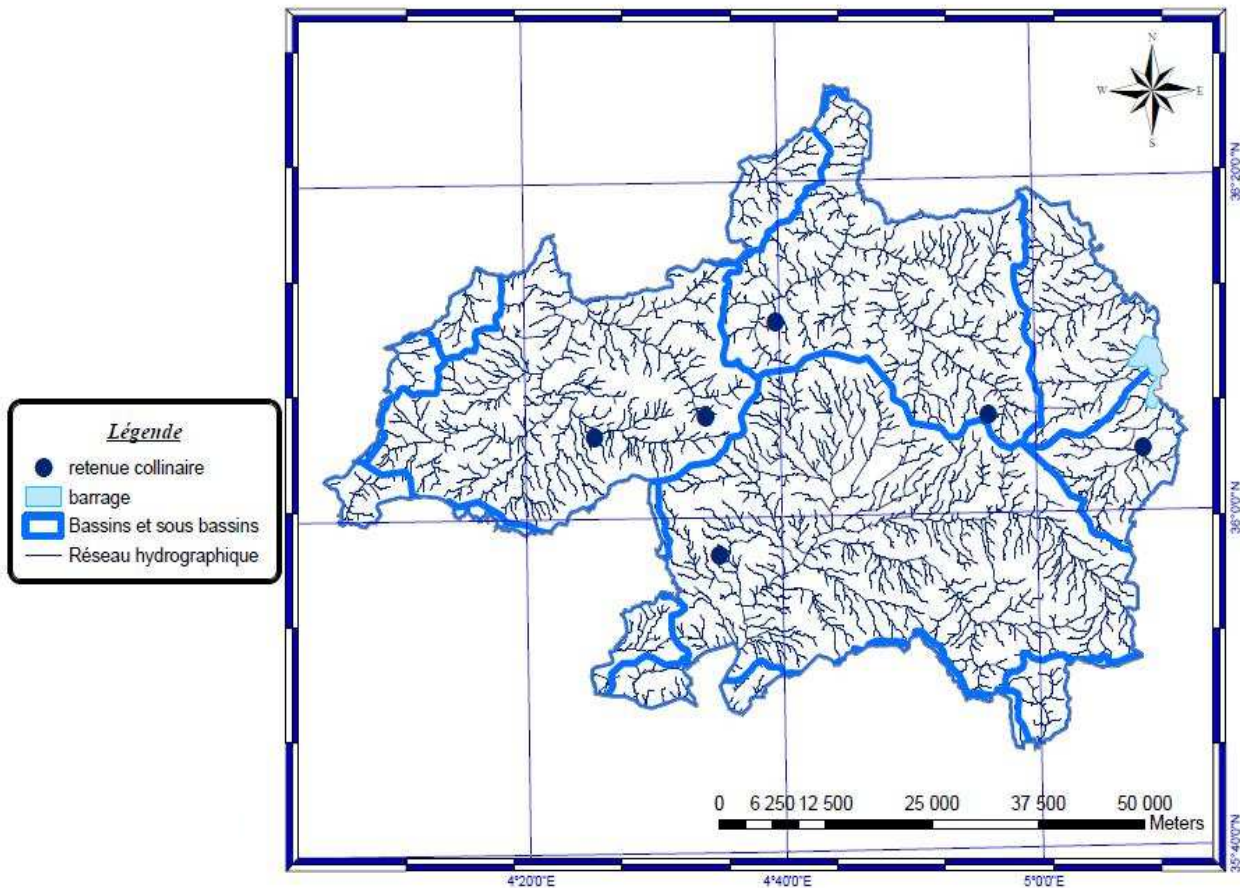 N
W
E
S
36°20'0"N
Légende
retenue collinaire
barrage
Bassins et sous bassins
Réseau hydrographique
36°0'0"N
0 6 250 12 500 25 000 37 500 50 000
Meters
35°40'0"N
4°20'0"E 4°40'0"E 5°0'0"E